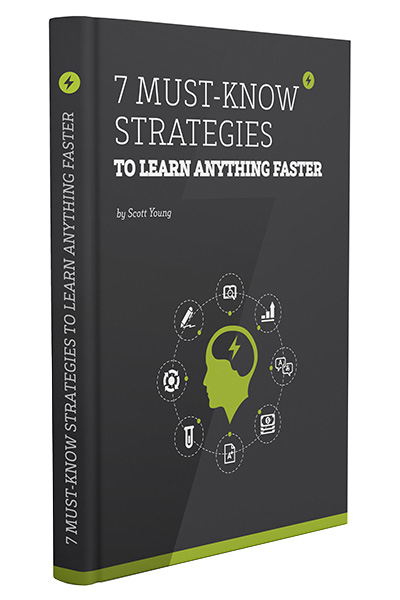 7 MUST-KNOW
STRATEGIES
TO LEARN ANYTHING FASTER
by Scott Young
A+
7 MUST-KNOW STRATEGIES TO LEARN ANYTHING FASTER